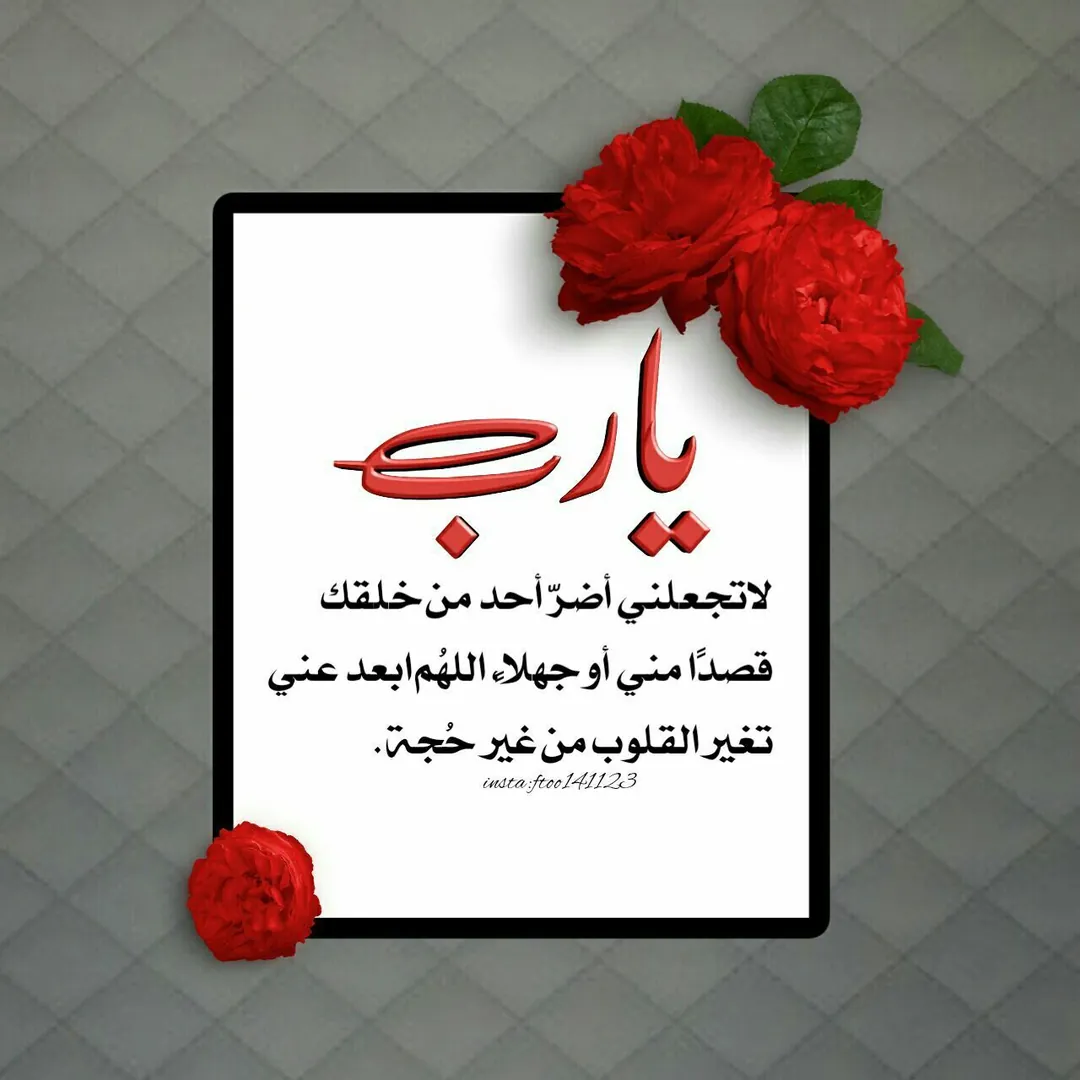 يارب
لاتجعلني أضرّ أحد من خلقك
قصدًا مني أو جهلاءِ اللهُم ابعد عني
تغير القلوب من غير حُجة.
insta:ftoo141123